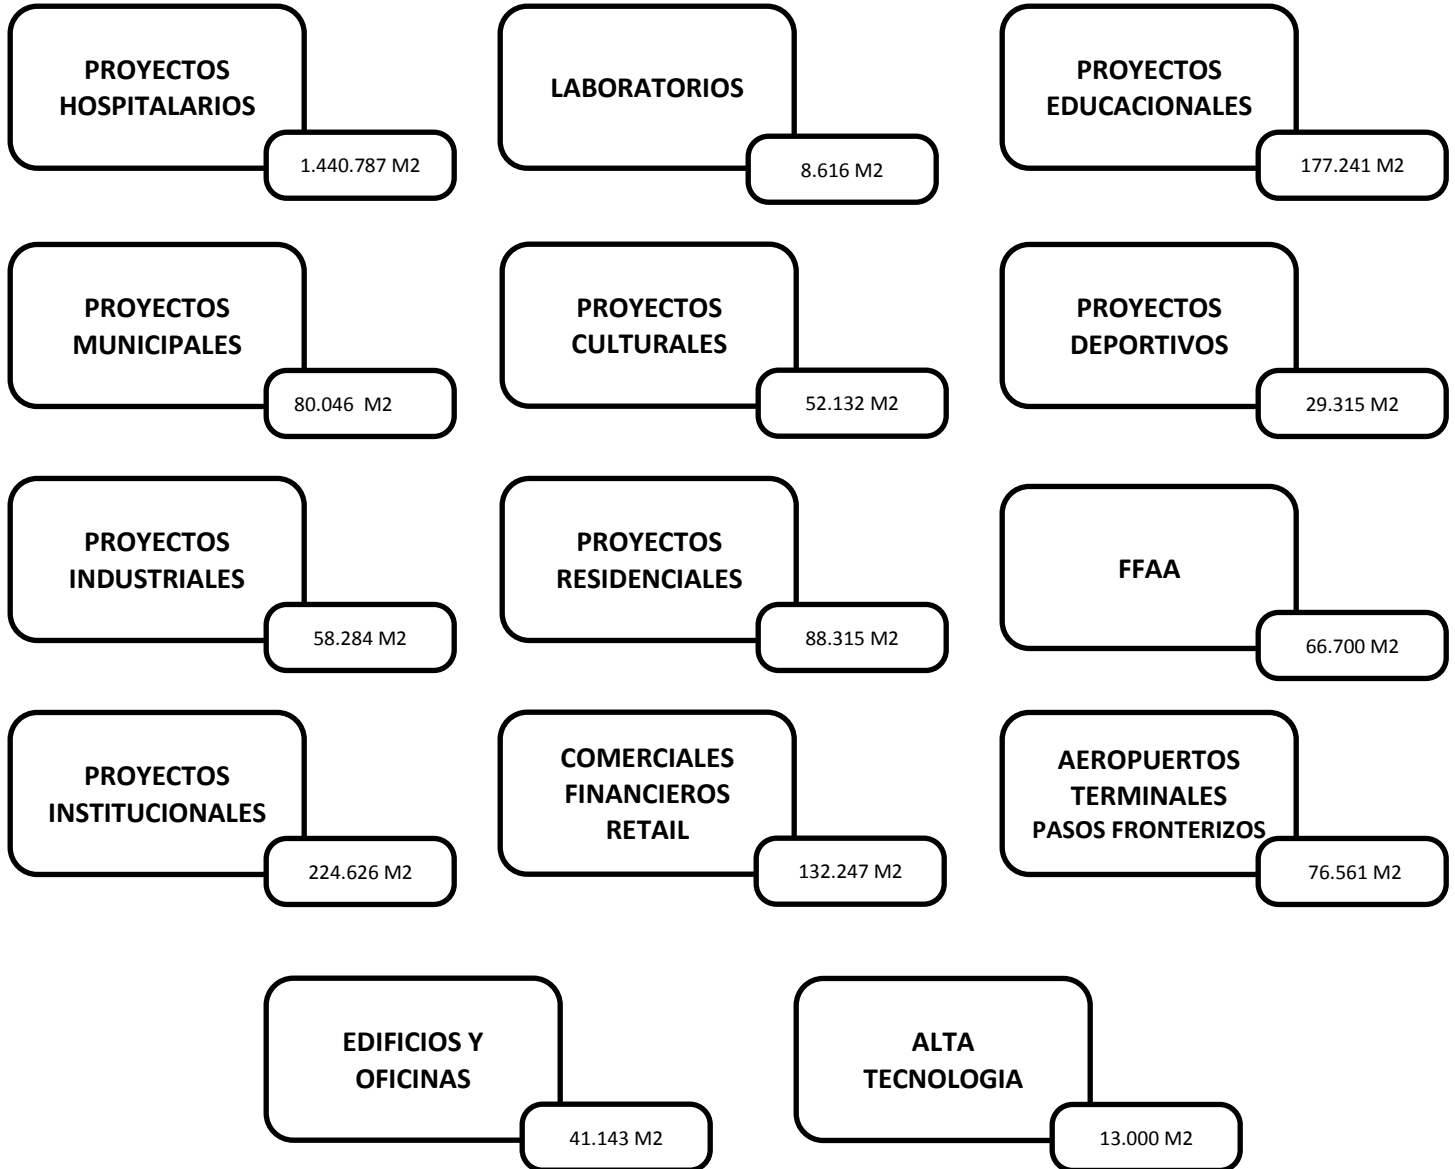 PROYECTOS
HOSPITALARIOS
1.440.787 M2
LABORATORIOS
8.616 M2
PROYECTOS
EDUCACIONALES
177.241 M2
PROYECTOS
MUNICIPALES
80.046  M2
PROYECTOS
CULTURALES
52.132 M2
PROYECTOS
DEPORTIVOS
29.315 M2
PROYECTOS
INDUSTRIALES
58.284 M2
PROYECTOS
RESIDENCIALES
88.315 M2
FFAA
66.700 M2
PROYECTOS
INSTITUCIONALES
224.626 M2
COMERCIALES
FINANCIEROS
RETAIL
132.247 M2
AEROPUERTOS
TERMINALES
PASOS FRONTERIZOS
76.561 M2
EDIFICIOS Y
OFICINAS
41.143 M2
ALTA
TECNOLOGIA
13.000 M2